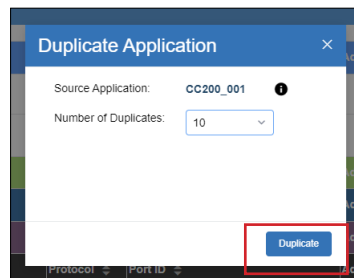 Duplicate Application
Source Application: CC200_001
Number of Duplicates: 10
Duplicate
Protocol Port ID